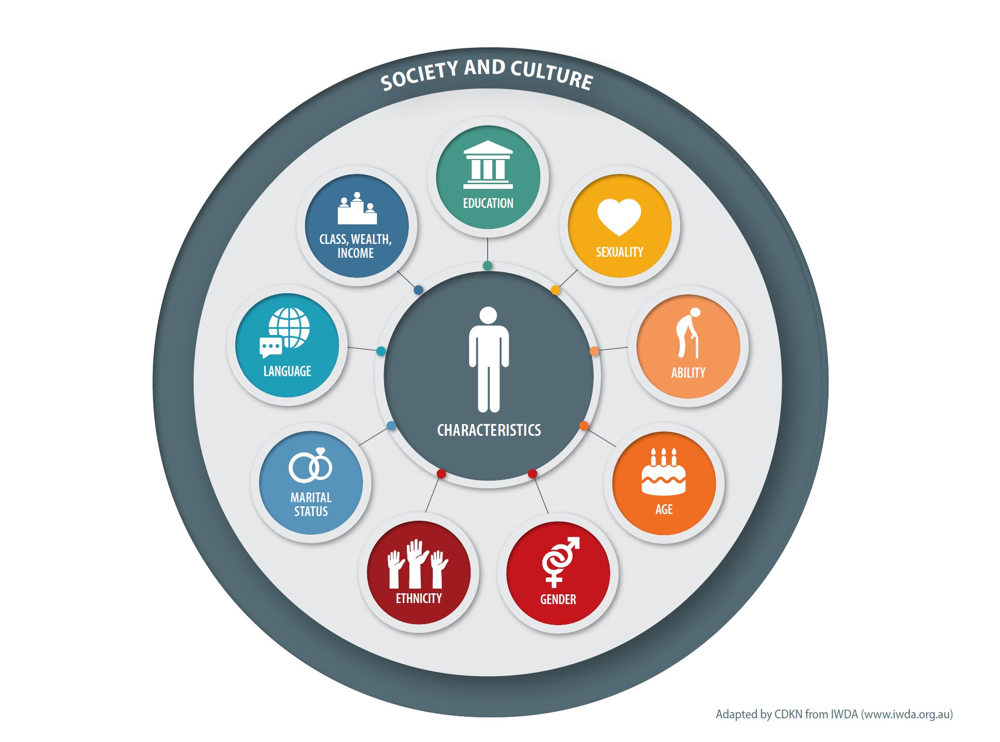 SOCIETY AND CULTURE
EDUCATION
SEXUALITY
ABILITY
AGE
GENDER
ETHNICITY
MARITAL
STATUS
LANGUAGE
CLASS, WEALTH,
INCOME
CHARACTERISTICS
Adapted by CDKN from IWDA (www.iwda.org.au)